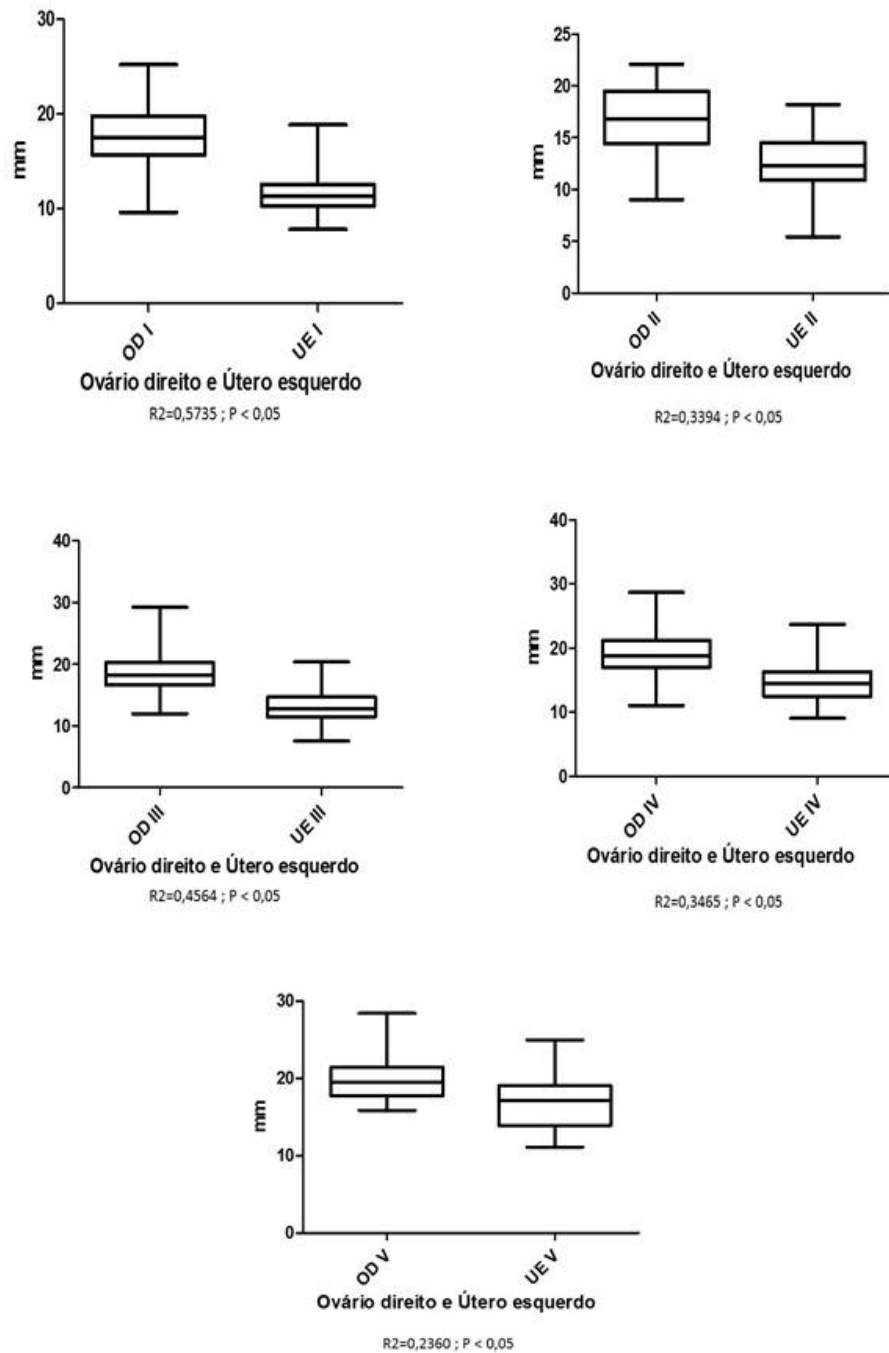 30
20
10
0
mm
OD I
UE I
Ovário direito e Útero esquerdo
R2=0,5735 ; P < 0,05
25
20
15
10
5
0
mm
OD II
UE II
Ovário direito e Útero esquerdo
R2=0,3394 ; P < 0,05
40
30
20
10
0
mm
OD III
UE III
Ovário direito e Útero esquerdo
R2=0,4564 ; P < 0,05
40
30
20
10
0
mm
OD IV
UE IV
Ovário direito e Útero esquerdo
R2=0,3465 ; P < 0,05
30
20
10
0
mm
OD V
UE V
Ovário direito e Útero esquerdo
R2=0,2360 ; P < 0,05